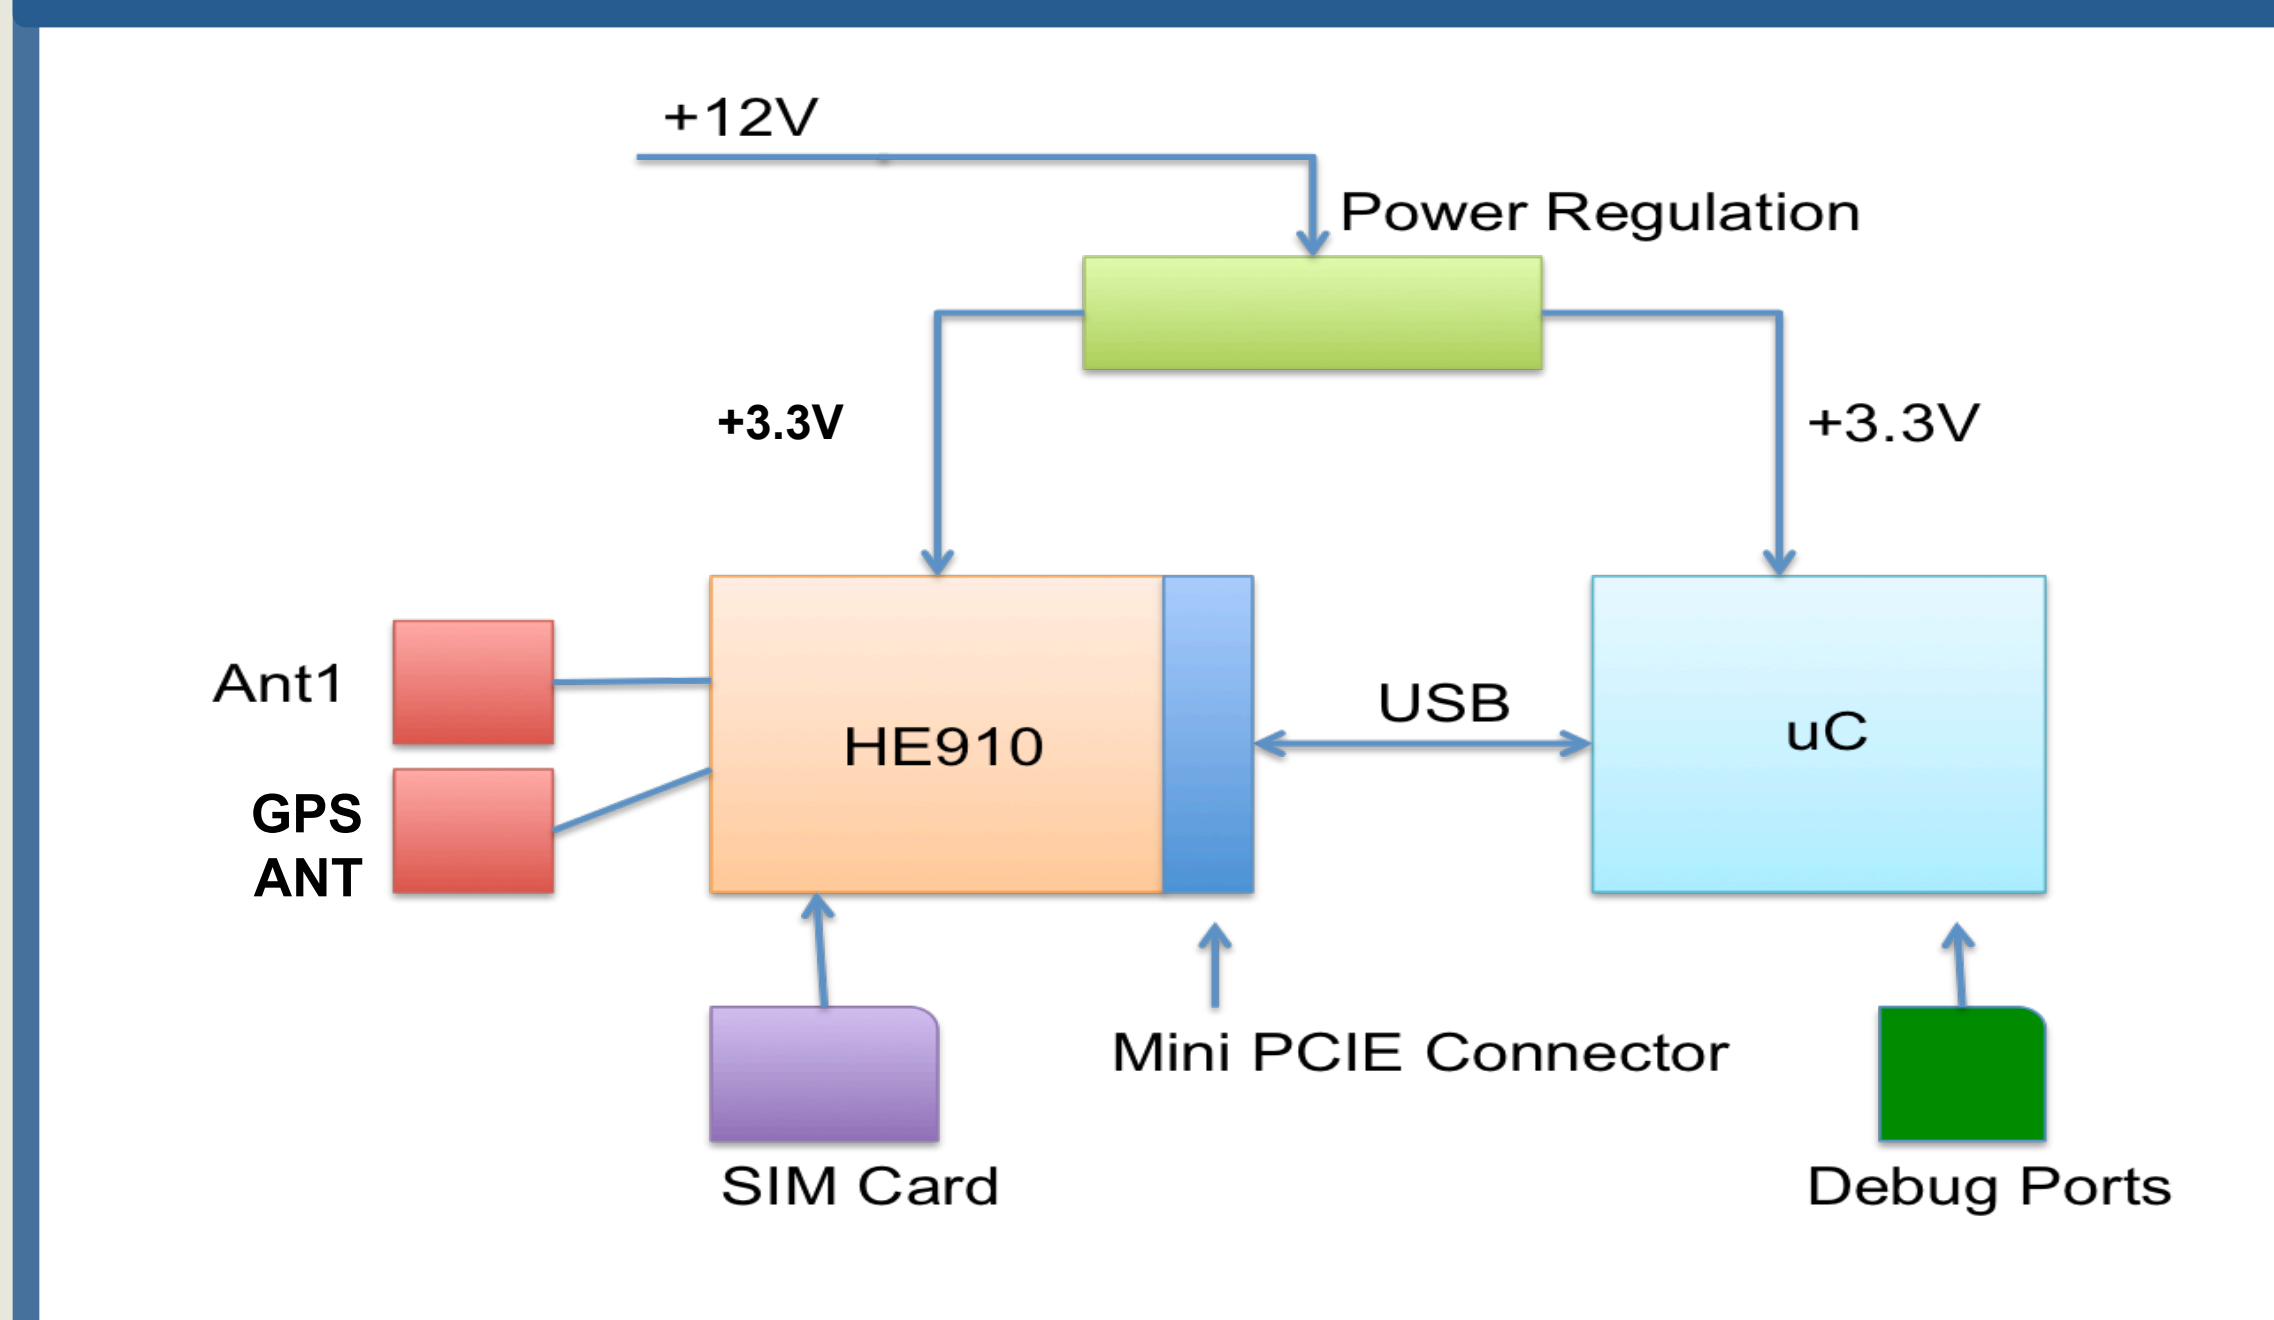 +12V
Power Regulation
+3.3V
+3.3V
Ant1
HE910
USB
uC
GPS
ANT
Mini PCIE Connector
SIM Card
Debug Ports